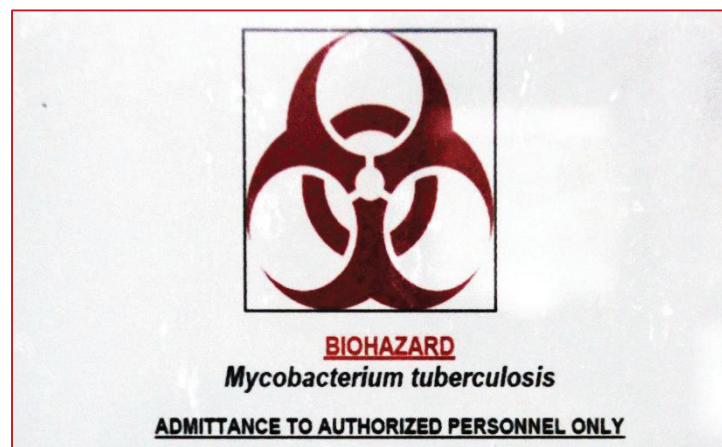 BIOHAZARD
Mycobacterium tuberculosis
ADMITTANCE TO AUTHORIZED PERSONNEL ONLY